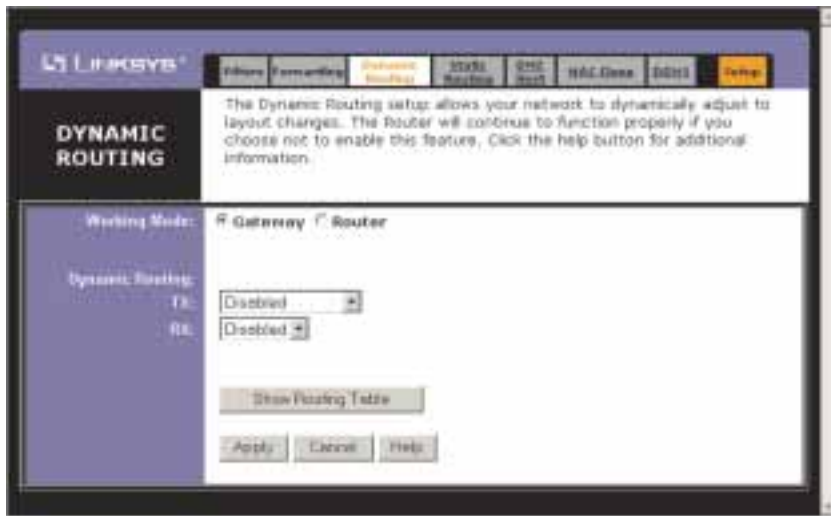 LINKSYS®
Filters Forwarding Dynamic Routing Static Routing DMZ Host MAC Clone DDNS Setup
DYNAMIC ROUTING
The Dynamic Routing setup allows your network to dynamically adjust to
layout changes. The Router will continue to function properly if you
choose not to enable this feature. Click the help button for additional
information.
Working Mode: Gateway Router
Dynamic Routing
TX: Disabled
RX: Disabled
Show Routing Table
Apply Cancel Help